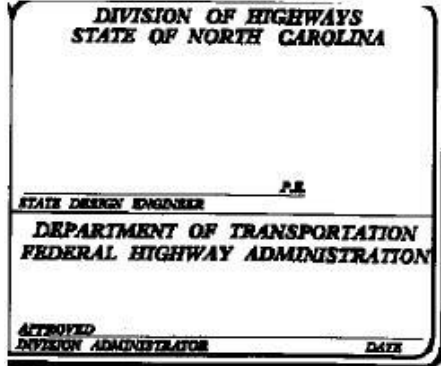 DIVISION OF HIGHWAYS
STATE OF NORTH CAROLINA
P.E.
STATE DESIGN ENGINEER
DEPARTMENT OF TRANSPORTATION
FEDERAL HIGHWAY ADMINISTRATION
APPROVED
DIVISION ADMINISTRATOR DATE